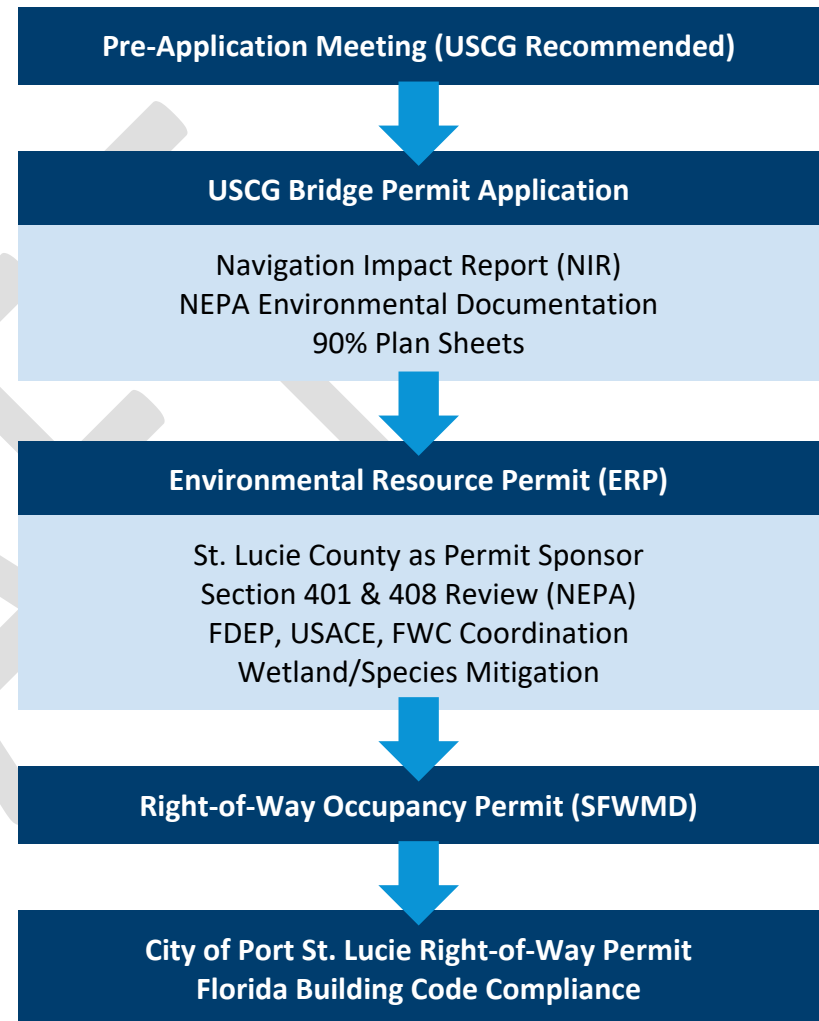 Pre-Application Meeting (USCG Recommended)
USCG Bridge Permit Application
Navigation Impact Report (NIR)
NEPA Environmental Documentation
90% Plan Sheets
Environmental Resource Permit (ERP)
St. Lucie County as Permit Sponsor
Section 401 & 408 Review (NEPA)
FDEP, USACE, FWC Coordination
Wetland/Species Mitigation
Right-of-Way Occupancy Permit (SFWMD)
City of Port St. Lucie Right-of-Way Permit
Florida Building Code Compliance